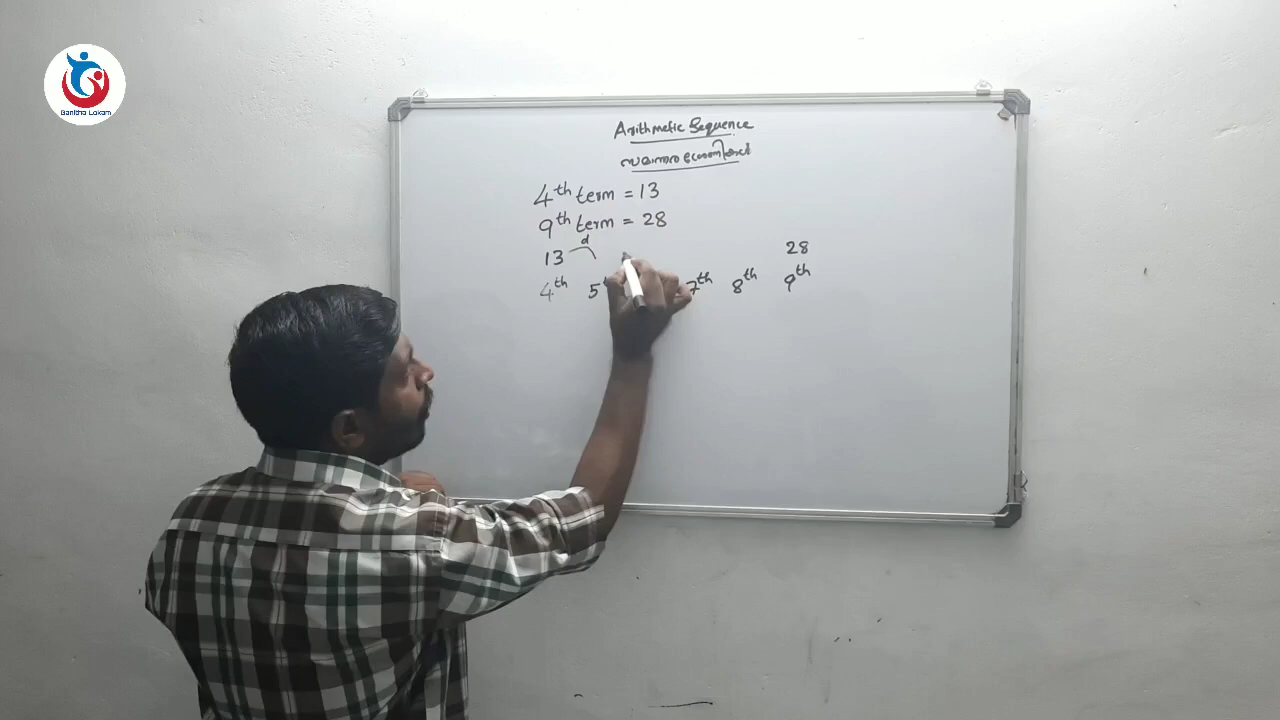 Ganitha Lokam
Arithmetic Sequence
സമാന്തരശ്രേണികൾ
4th term = 13
9th term = 28
d
13 28
4th 5th 7th 8th 9th